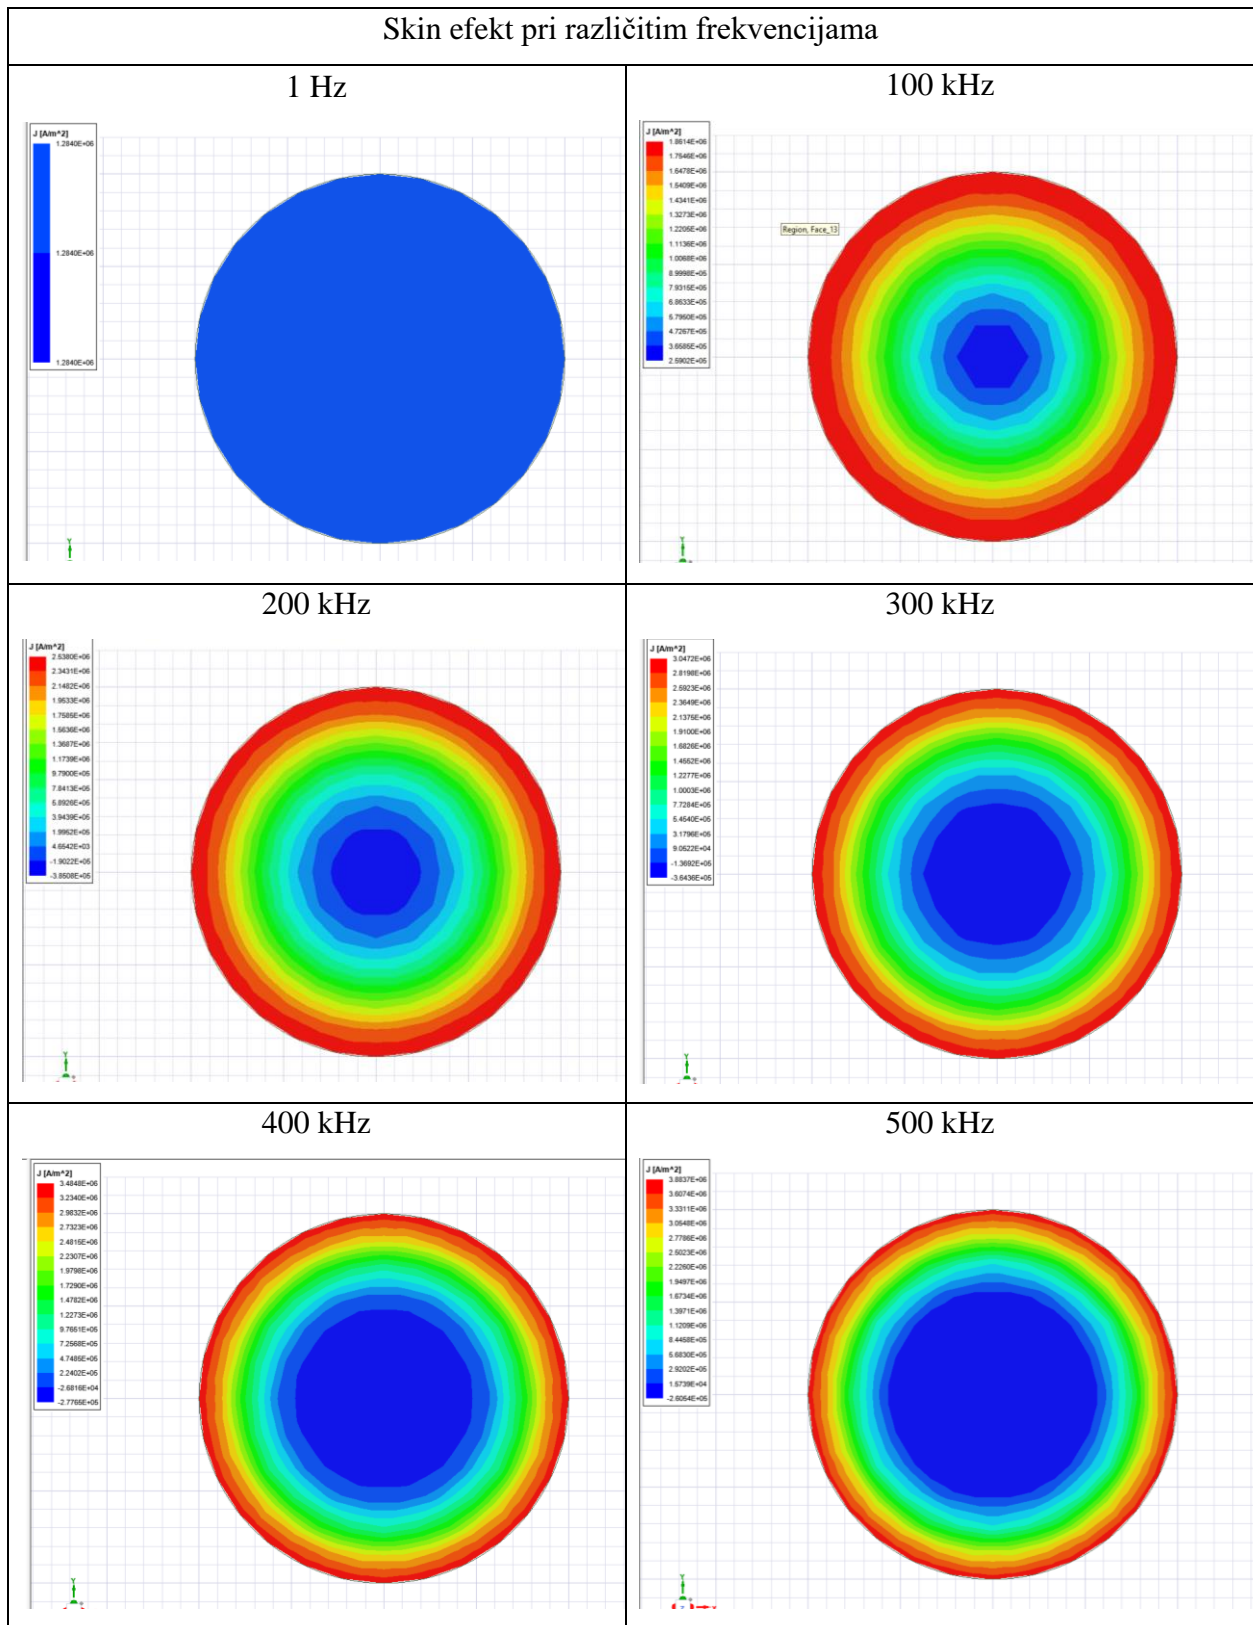 Skin efekt pri različitim frekvencijama
1 Hz
J [A/m^2]
1.2840E+06
1.2840E+06
1.2840E+06
Y
100 kHz
J [A/m^2]
1.8614E+06
1.7546E+06
1.6478E+06
1.5409E+06
1.4341E+06
1.3273E+06
1.2205E+06
1.1136E+06
1.0068E+06
8.9998E+05
7.9315E+05
6.8633E+05
5.7950E+05
4.7267E+05
3.6585E+05
2.5902E+05
Region, Face_13
Y
200 kHz
J [A/m^2]
2.5380E+06
2.3431E+06
2.1482E+06
1.9533E+06
1.7585E+06
1.5636E+06
1.3687E+06
1.1739E+06
9.7900E+05
7.8413E+05
5.8926E+05
3.9439E+05
1.9952E+05
4.6542E+03
-1.9022E+05
-3.8508E+05
Y
300 kHz
J [A/m^2]
3.0472E+06
2.8198E+06
2.5923E+06
2.3649E+06
2.1375E+06
1.9100E+06
1.6826E+06
1.4552E+06
1.2277E+06
1.0003E+06
7.7284E+05
5.4540E+05
3.1796E+05
9.0522E+04
-1.3692E+05
-3.6436E+05
Y
400 kHz
J [A/m^2]
3.4848E+06
3.2340E+06
2.9832E+06
2.7323E+06
2.4815E+06
2.2307E+06
1.9798E+06
1.7290E+06
1.4782E+06
1.2273E+06
9.7651E+05
7.2568E+05
4.7485E+05
2.2402E+05
-2.6816E+04
-2.7765E+05
Y
500 kHz
J [A/m^2]
3.8837E+06
3.6074E+06
3.3311E+06
3.0548E+06
2.7786E+06
2.5023E+06
2.2260E+06
1.9497E+06
1.6734E+06
1.3971E+06
1.1209E+06
8.4458E+05
5.6830E+05
2.9202E+05
1.5739E+04
-2.6054E+05
Y
Z
X